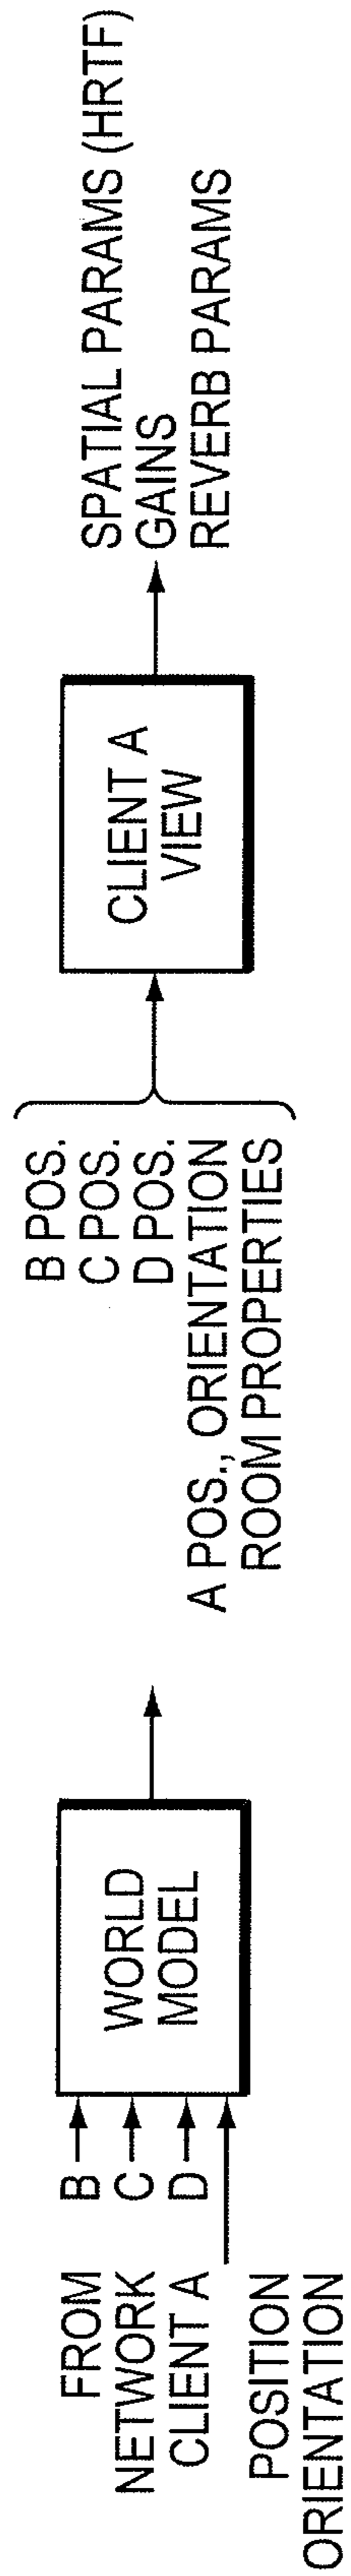 FROM
NETWORK
CLIENT A
POSITION
ORIENTATION
B
C
D
WORLD
MODEL
B POS.
C POS.
D POS.
A POS., ORIENTATION
ROOM PROPERTIES
CLIENT A
VIEW
SPATIAL PARAMS (HRTF)
GAINS
REVERB PARAMS